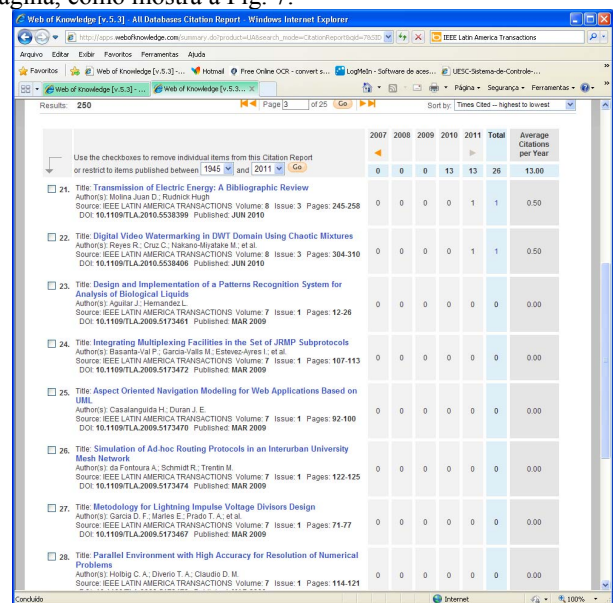 página, como mostra a Fig. 7.
Web of Knowledge [v.5.3] - All Databases Citation Report - Windows Internet Explorer
IEEE Latin America Transactions
Arquivo Editar Exibir Favoritos Ferramentas Ajuda
Favoritos Web of Knowledge [v.5.3] -... Hotmail Free Online OCR - convert s... LogMeIn - Software de aces... UESC-Sistema-de-Controle-...
Web of Knowledge [v.5.3] - ... Web of Knowledge [v.5.3... X Página Segurança Ferramentas
Results: 250 Page 3 of 25 Go Sort by: Times Cited -- highest to lowest
2007 2008 2009 2010 2011 Total Average Citations per Year
Use the checkboxes to remove individual items from this Citation Report
or restrict to items published between 1945 and 2011 Go
0 0 0 13 13 26 13.00
21. Title: Transmission of Electric Energy: A Bibliographic Review
Author(s): Molina Juan D.; Rudnick Hugh
Source: IEEE LATIN AMERICA TRANSACTIONS Volume: 8 Issue: 3 Pages: 245-258
DOI: 10.1109/TLA.2010.5538399 Published: JUN 2010
0 0 0 0 1 1 0.50
22. Title: Digital Video Watermarking in DWT Domain Using Chaotic Mixtures
Author(s): Reyes R.; Cruz C.; Nakano-Miyatake M.; et al.
Source: IEEE LATIN AMERICA TRANSACTIONS Volume: 8 Issue: 3 Pages: 304-310
DOI: 10.1109/TLA.2010.5538406 Published: JUN 2010
0 0 0 0 1 1 0.50
23. Title: Design and Implementation of a Patterns Recognition System for
Analysis of Biological Liquids
Author(s): Aguilar J.; Hernandez L.
Source: IEEE LATIN AMERICA TRANSACTIONS Volume: 7 Issue: 1 Pages: 12-26
DOI: 10.1109/TLA.2009.5173461 Published: MAR 2009
0 0 0 0 0 0 0.00
24. Title: Integrating Multiplexing Facilities in the Set of JRMP Subprotocols
Author(s): Basanta-Val P.; Garcia-Valls M.; Estevez-Ayres I.; et al.
Source: IEEE LATIN AMERICA TRANSACTIONS Volume: 7 Issue: 1 Pages: 107-113
DOI: 10.1109/TLA.2009.5173472 Published: MAR 2009
0 0 0 0 0 0 0.00
25. Title: Aspect Oriented Navigation Modeling for Web Applications Based on
UML
Author(s): Casalanguida H.; Duran J. E.
Source: IEEE LATIN AMERICA TRANSACTIONS Volume: 7 Issue: 1 Pages: 92-100
DOI: 10.1109/TLA.2009.5173470 Published: MAR 2009
0 0 0 0 0 0 0.00
26. Title: Simulation of Ad-hoc Routing Protocols in an Interurban University
Mesh Network
Author(s): da Fontoura A.; Schmidt R.; Trentin M.
Source: IEEE LATIN AMERICA TRANSACTIONS Volume: 7 Issue: 1 Pages: 122-125
DOI: 10.1109/TLA.2009.5173474 Published: MAR 2009
0 0 0 0 0 0 0.00
27. Title: Metodology for Lightning Impulse Voltage Divisors Design
Author(s): Garcia D. F.; Marles E.; Prado T. A.; et al.
Source: IEEE LATIN AMERICA TRANSACTIONS Volume: 7 Issue: 1 Pages: 71-77
DOI: 10.1109/TLA.2009.5173467 Published: MAR 2009
0 0 0 0 0 0 0.00
28. Title: Parallel Environment with High Accuracy for Resolution of Numerical
Problems
Author(s): Holbig C. A.; Diverio T. A.; Claudio D. M.
Source: IEEE LATIN AMERICA TRANSACTIONS Volume: 7 Issue: 1 Pages: 114-121
0 0 0 0 0 0 0.00
Concluído Internet 100%